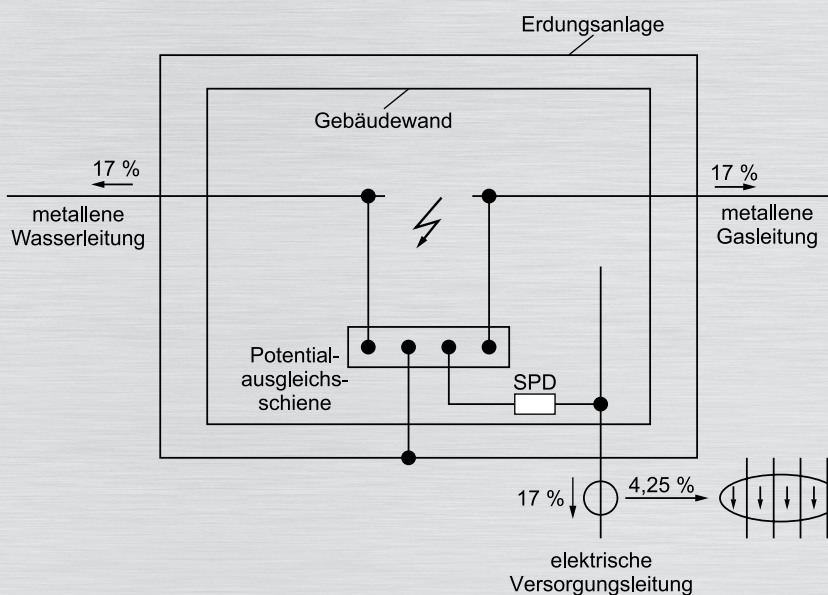 Erdungsanlage
Gebäudewand
17 %
17 %
metallene
Wasserleitung
metallene
Gasleitung
Potential-
ausgleichs-
schiene
SPD
17 %
4,25 %
elektrische
Versorgungsleitung